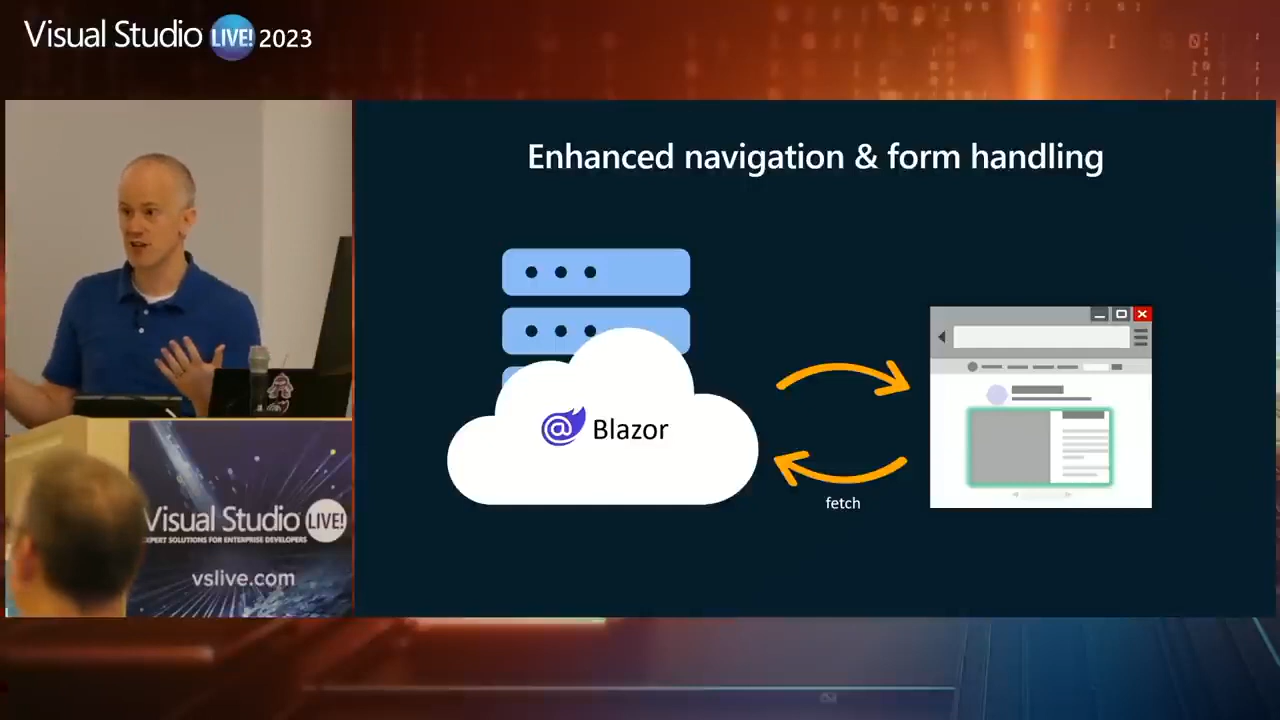 Visual Studio LIVE! 2023
Enhanced navigation & form handling
@ Blazor
fetch
Visual Studio LIVE!
EXPERT SOLUTIONS FOR ENTERPRISE DEVELOPERS
vslive.com